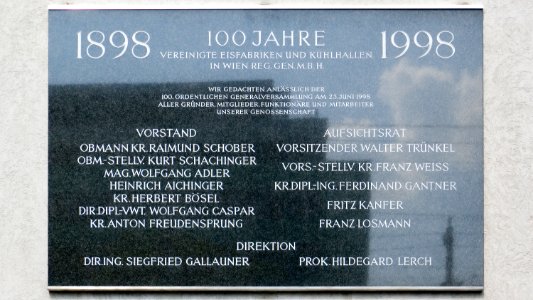 1898 100 JAHRE 1998
VEREINIGTE EISFABRIKEN UND KÜHLHALLEN
IN WIEN REG. GEN.M.B.H.
WIR GEDACHTEN ANLÄSSLICH DER
100. ORDENTLICHEN GENERALVERSAMMLUNG AM 25. JUNI 1998
ALLER GRÜNDER, MITGLIEDER, FUNKTIONÄRE UND MITARBEITER
UNSERER GENOSSENSCHAFT
VORSTAND
OBMANN KR. RAIMUND SCHOBER
OBM.-STELLV. KURT SCHACHINGER
MAG. WOLFGANG ADLER
HEINRICH AICHINGER
KR. HERBERT BÖSEL
DIR. DIPL.-VWT. WOLFGANG CASPAR
KR. ANTON FREUDENSPRUNG
AUFSICHTSRAT
VORSITZENDER WALTER TRÜNKEL
VORS.-STELLV. KR. FRANZ WEISS
KR. DIPL.-ING. FERDINAND GANTNER
FRITZ KANFER
FRANZ LOSMANN
DIREKTION
DIR. ING. SIEGFRIED GALLAUNER PROK. HILDEGARD LERCH